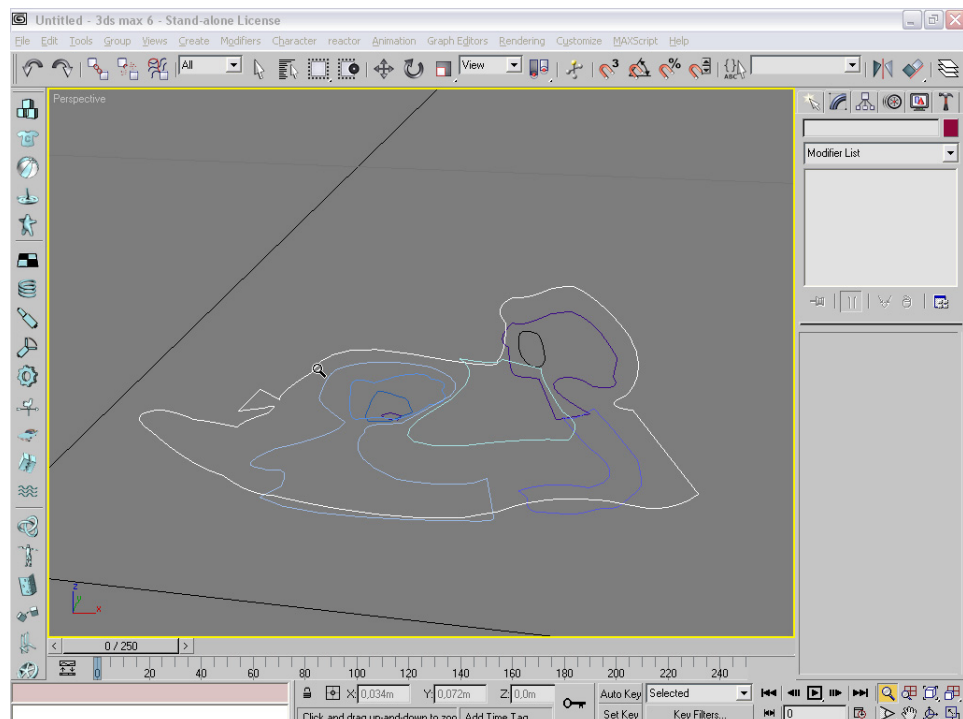 Untitled - 3ds max 6 - Stand-alone License
File Edit Tools Group Views Create Modifiers Character reactor Animation Graph Editors Rendering Customize MAXScript Help
All
View
3
%
ABC
Perspective
Modifier List
z
y
x
< 0 / 250 >
0 20 40 60 80 100 120 140 160 180 200 220 240
X: 0,034m Y: 0,072m Z: 0,0m Auto Key Selected
0
Click and drag up-and-down to zoo Add Time Tag Set Key Key Filters...